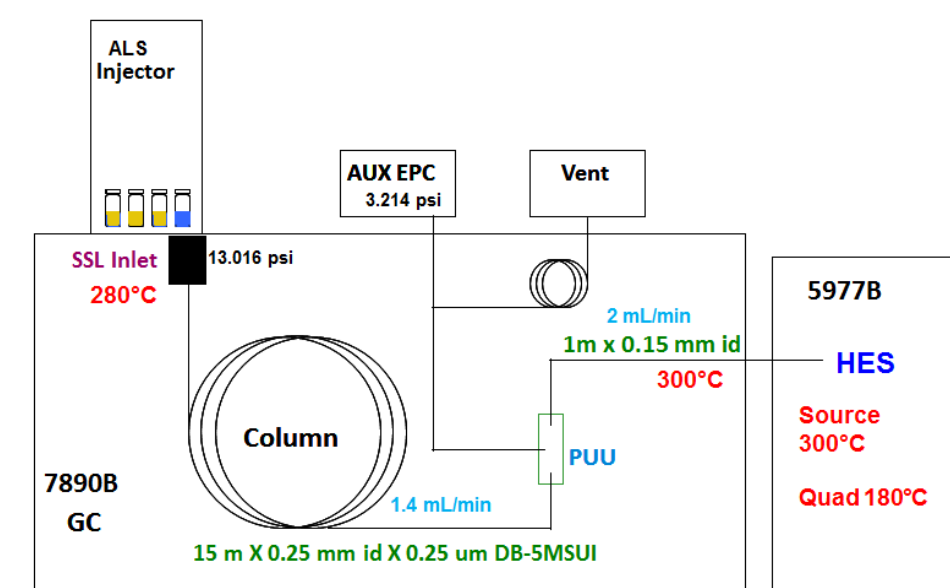 ALS
Injector
AUX EPC
3.214 psi
Vent
SSL Inlet
13.016 psi
280°C
5977B
2 mL/min
1m x 0.15 mm id
300°C
HES
Source
300°C
Column
PUU
Quad 180°C
7890B
GC
1.4 mL/min
15 m X 0.25 mm id X 0.25 um DB-5MSUI